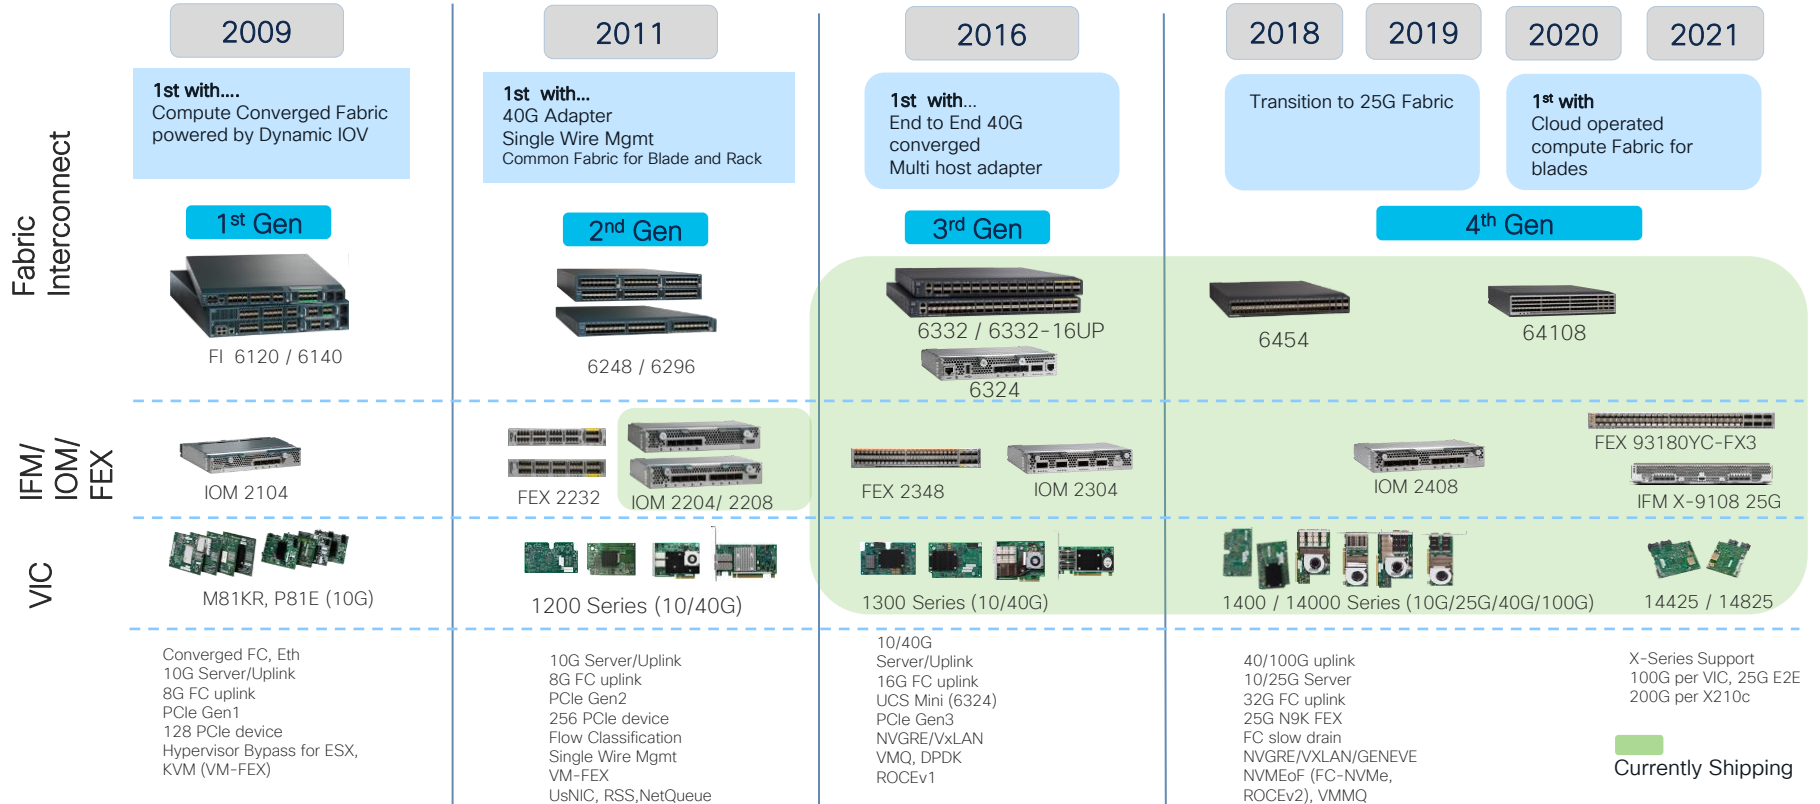 2009
2011
2016
2018
2019
2020
2021
1st with....
Compute Converged Fabric
powered by Dynamic IOV
1st with...
40G Adapter
Single Wire Mgmt
Common Fabric for Blade and Rack
1st with...
End to End 40G
converged
Multi host adapter
Transition to 25G Fabric
1st with
Cloud operated
compute Fabric for
blades
Fabric
Interconnect
1st Gen
2nd Gen
3rd Gen
4th Gen
FI 6120 / 6140
6248 / 6296
6332 / 6332-16UP
6324
6454
64108
IFM/
IOM/
FEX
IOM 2104
FEX 2232
IOM 2204/ 2208
FEX 2348
IOM 2304
IOM 2408
FEX 93180YC-FX3
IFM X-9108 25G
VIC
M81KR, P81E (10G)
1200 Series (10/40G)
1300 Series (10/40G)
1400 / 14000 Series (10G/25G/40G/100G)
14425 / 14825
Converged FC, Eth
10G Server/Uplink
8G FC uplink
PCIe Gen1
128 PCIe device
Hypervisor Bypass for ESX,
KVM (VM-FEX)
10G Server/Uplink
8G FC uplink
PCIe Gen2
256 PCIe device
Flow Classification
Single Wire Mgmt
VM-FEX
UsNIC, RSS,NetQueue
10/40G
Server/Uplink
16G FC uplink
UCS Mini (6324)
PCIe Gen3
NVGRE/VxLAN
VMQ, DPDK
ROCEv1
40/100G uplink
10/25G Server
32G FC uplink
25G N9K FEX
FC slow drain
NVGRE/VXLAN/GENEVE
NVMEoF (FC-NVMe,
ROCEv2), VMMQ
X-Series Support
100G per VIC, 25G E2E
200G per X210c
Currently Shipping